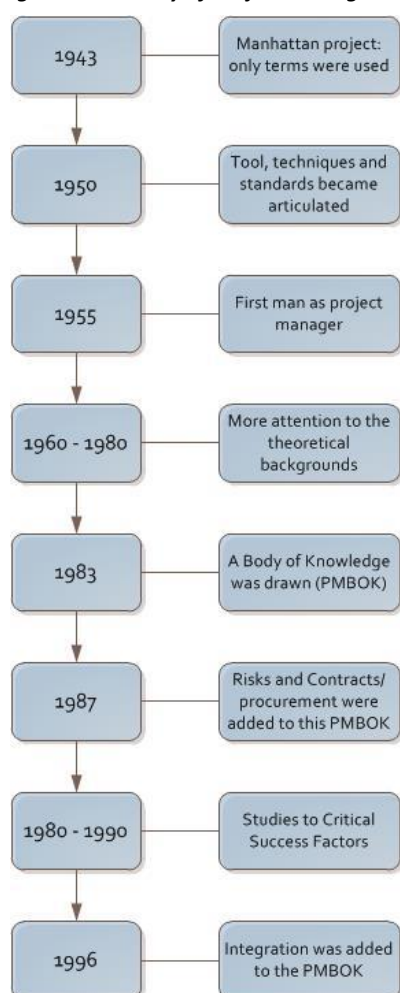 1943
Manhattan project:
only terms were used
1950
Tool, techniques and
standards became
articulated
1955
First man as project
manager
1960 - 1980
More attention to the
theoretical
backgrounds
1983
A Body of Knowledge
was drawn (PMBOK)
1987
Risks and Contracts/
procurement were
added to this PMBOK
1980 - 1990
Studies to Critical
Success Factors
1996
Integration was added
to the PMBOK